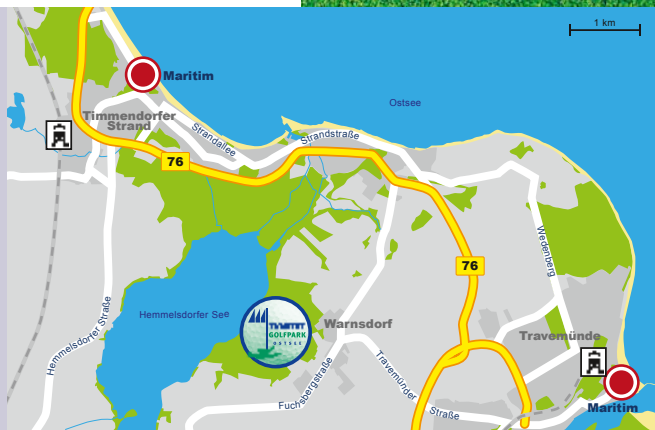 1 km
Maritim
Ostsee
Timmendorfer
Strand
Strandallee
Strandstraße
76
76
Wedenberg
Hemmelsdorfer See
GOLFPARK
OSTSEE
Warnsdorf
Travemünde
Hemmelsdorfer Straße
Fuchsbergstraße
Travemünder
Straße
Maritim